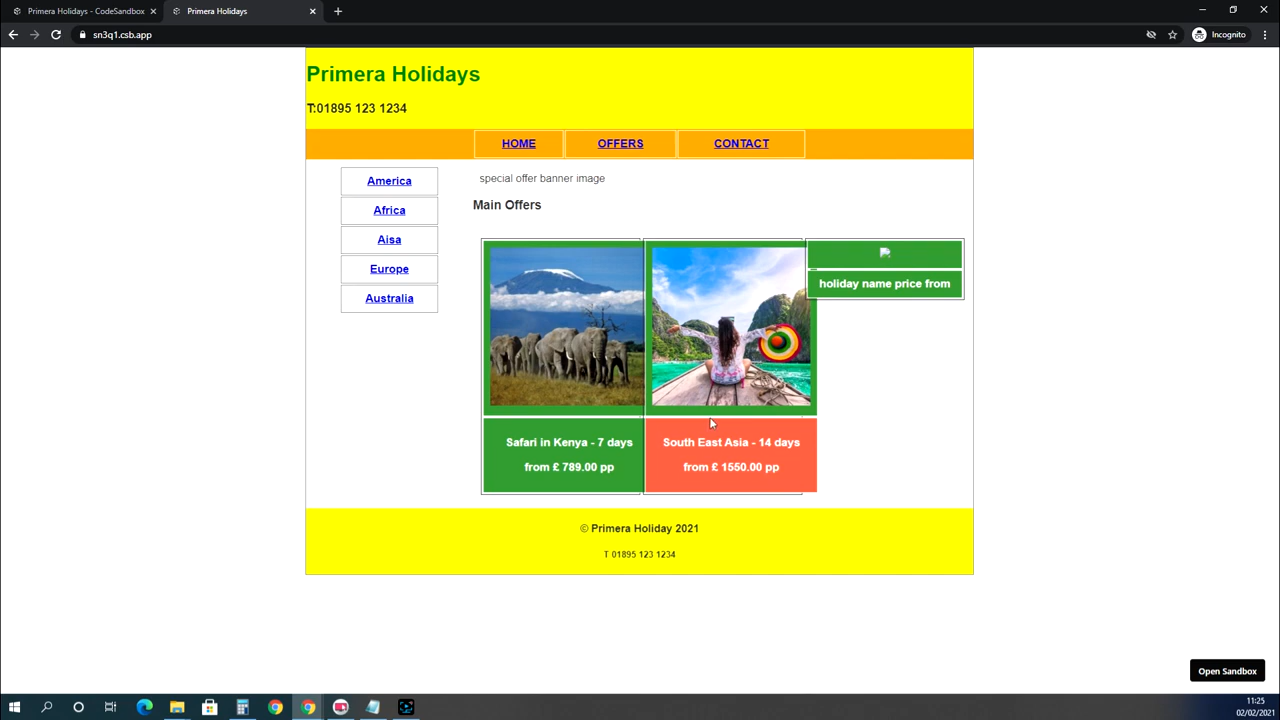 Primera Holidays - CodeSandbox
Primera Holidays
sn3q1.csb.app
Incognito
Primera Holidays
T:01895 123 1234
HOME
OFFERS
CONTACT
America
Africa
Aisa
Europe
Australia
special offer banner image
Main Offers
holiday name price from
Safari in Kenya - 7 days
from £ 789.00 pp
South East Asia - 14 days
from £ 1550.00 pp
© Primera Holiday 2021
T 01895 123 1234
Open Sandbox
11:25
02/02/2021